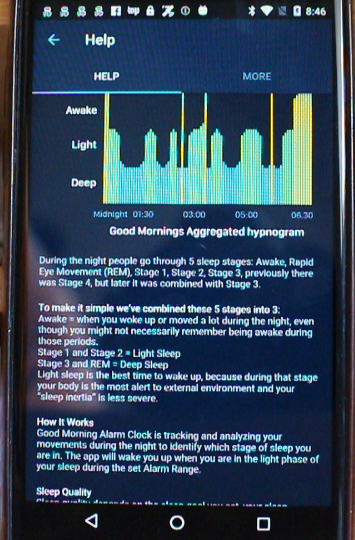 8:46
Help
HELP MORE
Awake
Light
Deep
Midnight 01:30 03:00 05:00 06.30
Good Mornings Aggregated hypnogram
During the night people go through 5 sleep stages: Awake, Rapid
Eye Movement (REM), Stage 1, Stage 2, Stage 3, previously there
was Stage 4, but later it was combined with Stage 3.
To make it simple we've combined these 5 stages into 3:
Awake = when you woke up or moved a lot during the night, even
though you might not necessarily remember being awake during
those periods.
Stage 1 and Stage 2 = Light Sleep
Stage 3 and REM = Deep Sleep
Light sleep is the best time to wake up, because during that stage
your body is the most alert to external environment and your
"sleep inertia" is less severe.
How It Works
Good Morning Alarm Clock is tracking and analyzing your
movements during the night to identify which stage of sleep you
are in. The app will wake you up when you are in the light phase of
your sleep during the set Alarm Range.
Sleep Quality